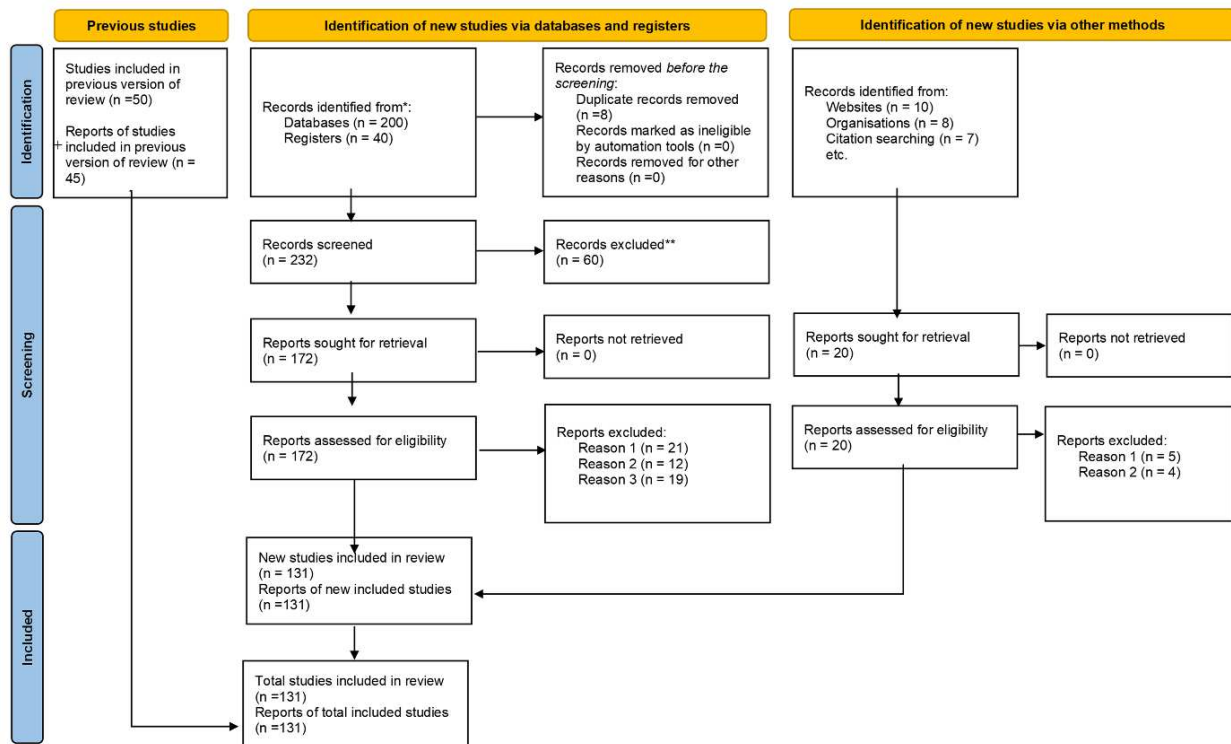 Previous studies
Identification of new studies via databases and registers
Identification of new studies via other methods
Identification
Studies included in
previous version of
review (n =50)
Reports of studies
+ included in previous
version of review (n =
45)
Records identified from*:
Databases (n = 200)
Registers (n = 40)
Records removed before the
screening:
Duplicate records removed
(n =8)
Records marked as ineligible
by automation tools (n =0)
Records removed for other
reasons (n =0)
Records identified from:
Websites (n = 10)
Organisations (n = 8)
Citation searching (n = 7)
etc.
Screening
Records screened
(n = 232)
Records excluded**
(n = 60)
Reports sought for retrieval
(n = 172)
Reports not retrieved
(n = 0)
Reports sought for retrieval
(n = 20)
Reports not retrieved
(n = 0)
Reports assessed for eligibility
(n = 172)
Reports excluded:
Reason 1 (n = 21)
Reason 2 (n = 12)
Reason 3 (n = 19)
Reports assessed for eligibility
(n = 20)
Reports excluded:
Reason 1 (n = 5)
Reason 2 (n = 4)
Included
New studies included in review
(n = 131)
Reports of new included studies
(n =131)
Total studies included in review
(n =131)
Reports of total included studies
(n =131)